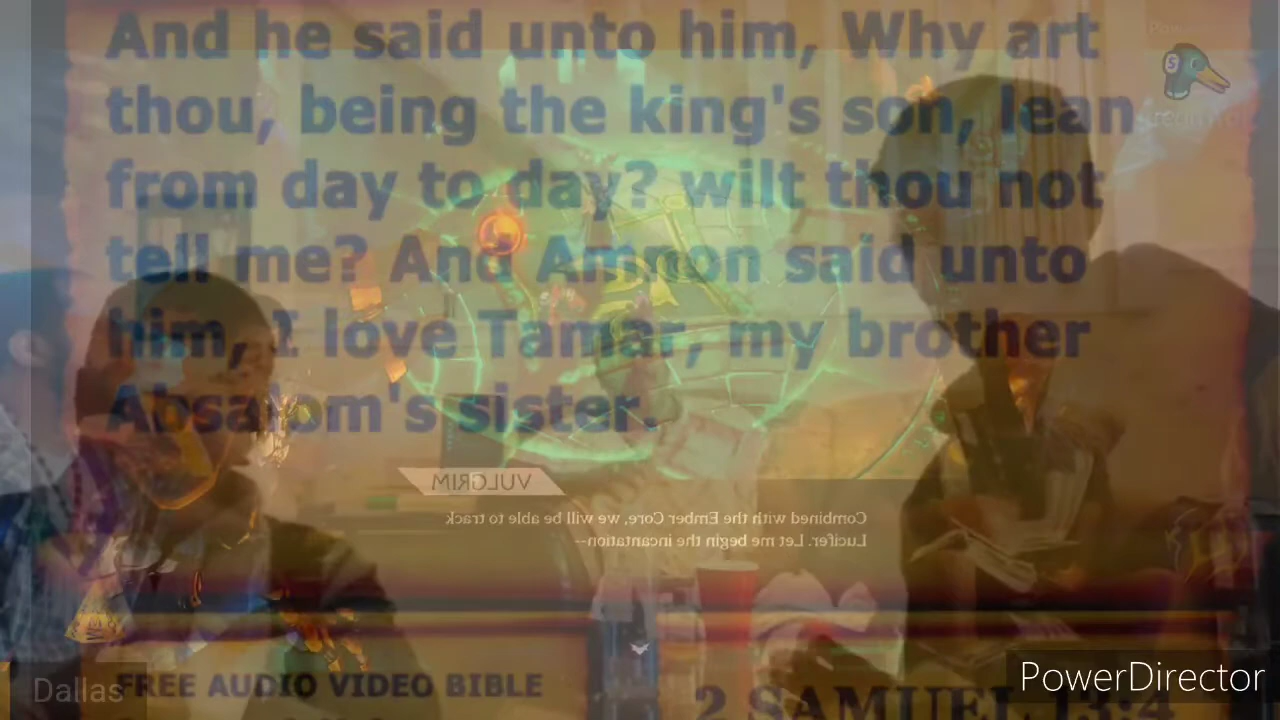 And he said unto him, Why art
thou, being the king's son, lean
from day to day? wilt thou not
tell me? And Amnon said unto
him, I love Tamar, my brother
Absalom's sister.
VULGRIM
Combined with the Ember Core, we will be able to track
Lucifer. Let me begin the incantation--
Dallas
FREE AUDIO VIDEO BIBLE
2 SAMUEL 13:4
PowerDirector